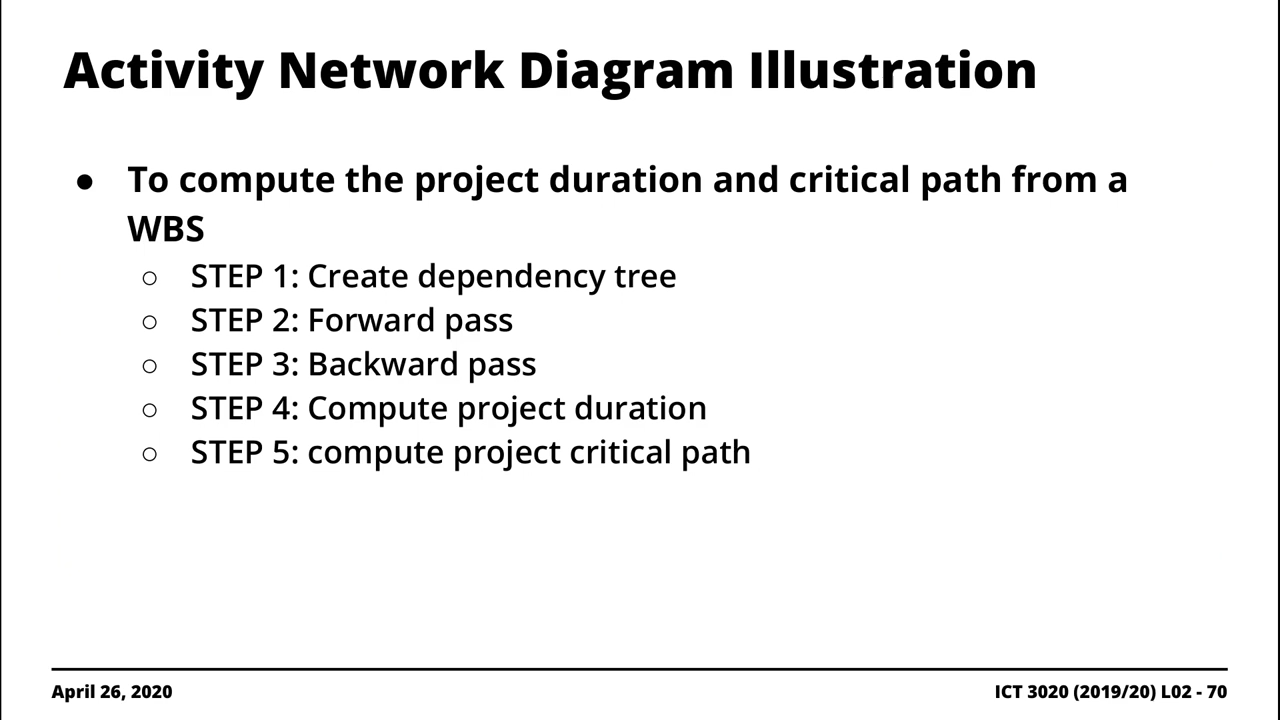 Activity Network Diagram Illustration
● To compute the project duration and critical path from a
WBS
○ STEP 1: Create dependency tree
○ STEP 2: Forward pass
○ STEP 3: Backward pass
○ STEP 4: Compute project duration
○ STEP 5: compute project critical path
April 26, 2020
ICT 3020 (2019/20) L02 - 70